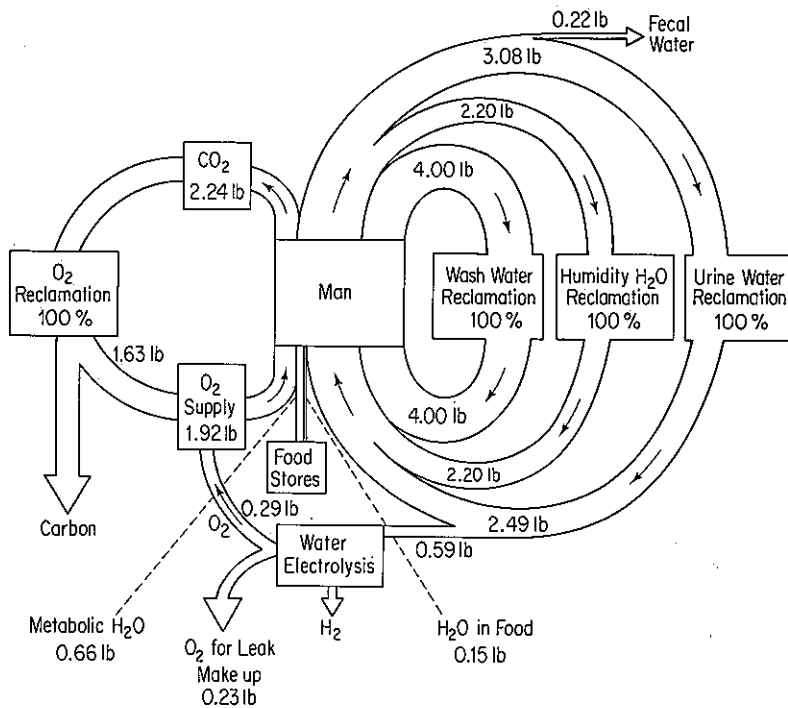 0.22 lb
Fecal
Water
3.08 lb
2.20 lb
4.00 lb
CO₂
2.24 lb
O₂
Reclamation
100 %
Man
Wash Water
Reclamation
100 %
Humidity H₂O
Reclamation
100 %
Urine Water
Reclamation
100 %
1.63 lb
O₂
Supply
1.92 lb
4.00 lb
2.20 lb
Food
Stores
Carbon
0.29 lb
O₂
2.49 lb
0.59 lb
Water
Electrolysis
Metabolic H₂O
0.66 lb
O₂ for Leak
Make up
0.23 lb
H₂
H₂O in Food
0.15 lb